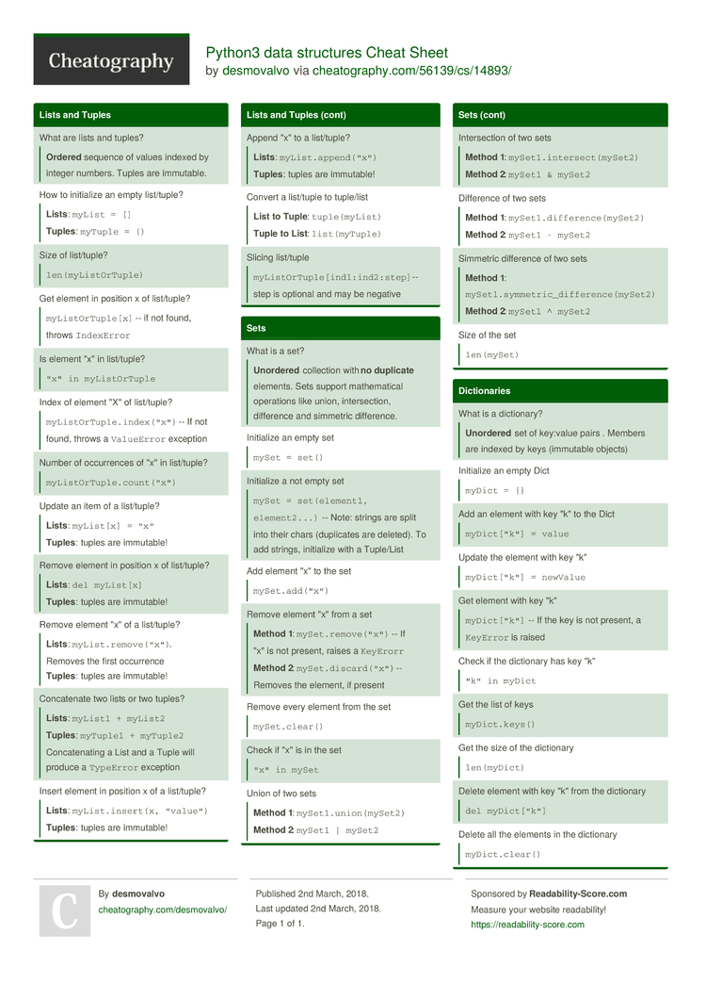 Cheatography
Python3 data structures Cheat Sheet
by desmovalvo via cheatography.com/56139/cs/14893/
Lists and Tuples
What are lists and tuples?
Ordered sequence of values indexed by
integer numbers. Tuples are immutable.
How to initialize an empty list/tuple?
Lists: myList = []
Tuples: myTuple = ()
Size of list/tuple?
len(myListOrTuple)
Get element in position x of list/tuple?
myListOrTuple[x] -- if not found,
throws IndexError
Is element "x" in list/tuple?
"x" in myListOrTuple
Index of element "X" of list/tuple?
myListOrTuple.index("x") -- If not
found, throws a ValueError exception
Number of occurrences of "x" in list/tuple?
myListOrTuple.count("x")
Update an item of a list/tuple?
Lists: myList[x] = "x"
Tuples: tuples are immutable!
Remove element in position x of list/tuple?
Lists: del myList[x]
Tuples: tuples are immutable!
Remove element "x" of a list/tuple?
Lists: myList.remove("x").
Removes the first occurrence
Tuples: tuples are immutable!
Concatenate two lists or two tuples?
Lists: myList1 + myList2
Tuples: myTuple1 + myTuple2
Concatenating a List and a Tuple will
produce a TypeError exception
Insert element in position x of a list/tuple?
Lists: myList.insert(x, "value")
Tuples: tuples are immutable!
Lists and Tuples (cont)
Append "x" to a list/tuple?
Lists: myList.append("x")
Tuples: tuples are immutable!
Convert a list/tuple to tuple/list
List to Tuple: tuple(myList)
Tuple to List: list(myTuple)
Slicing list/tuple
myListOrTuple[ind1:ind2:step]--
step is optional and may be negative
Sets
What is a set?
Unordered collection with no duplicate
elements. Sets support mathematical
operations like union, intersection,
difference and simmetric difference.
Initialize an empty set
mySet = set()
Initialize a not empty set
mySet = set(element1,
element2...) -- Note: strings are split
into their chars (duplicates are deleted). To
add strings, initialize with a Tuple/List
Add element "x" to the set
mySet.add("x")
Remove element "x" from a set
Method 1: mySet.remove("x") -- If
"x" is not present, raises a KeyErorr
Method 2: mySet.discard("x") --
Removes the element, if present
Remove every element from the set
mySet.clear()
Check if "x" is in the set
"x" in mySet
Union of two sets
Method 1: mySet1.union(mySet2)
Method 2: mySet1 | mySet2
Sets (cont)
Intersection of two sets
Method 1: mySet1.intersect(mySet2)
Method 2: mySet1 & mySet2
Difference of two sets
Method 1: mySet1.difference(mySet2)
Method 2: mySet1 - mySet2
Simmetric difference of two sets
Method 1:
mySet1.symmetric_difference(mySet2)
Method 2: mySet1 ^ mySet2
Size of the set
len(mySet)
Dictionaries
What is a dictionary?
Unordered set of key:value pairs . Members
are indexed by keys (immutable objects)
Initialize an empty Dict
myDict = {}
Add an element with key "k" to the Dict
myDict["k"] = value
Update the element with key "k"
myDict["k"] = newValue
Get element with key "k"
myDict["k"] -- If the key is not present, a
KeyError is raised
Check if the dictionary has key "k"
"k" in myDict
Get the list of keys
myDict.keys()
Get the size of the dictionary
len(myDict)
Delete element with key "k" from the dictionary
del myDict["k"]
Delete all the elements in the dictionary
myDict.clear()
C
By desmovalvo
cheatography.com/desmovalvo/
Published 2nd March, 2018.
Last updated 2nd March, 2018.
Page 1 of 1.
Sponsored by Readability-Score.com
Measure your website readability!
https://readability-score.com